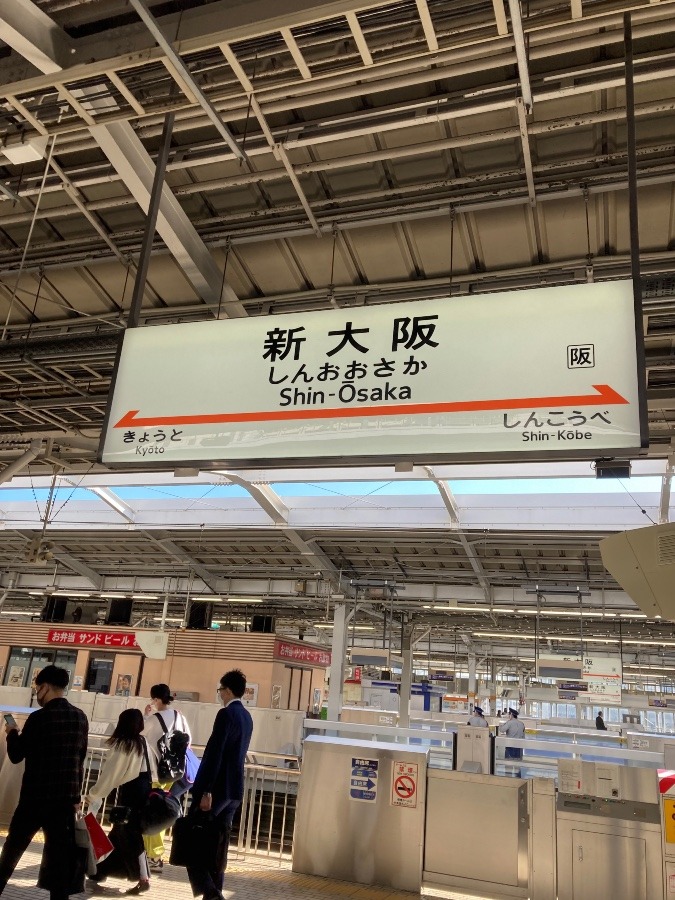 新大阪
しんおおさか
Shin-Ōsaka
阪
きょうと
Kyōto
しんこうべ
Shin-Kōbe
お弁当 サンド ビール
阪